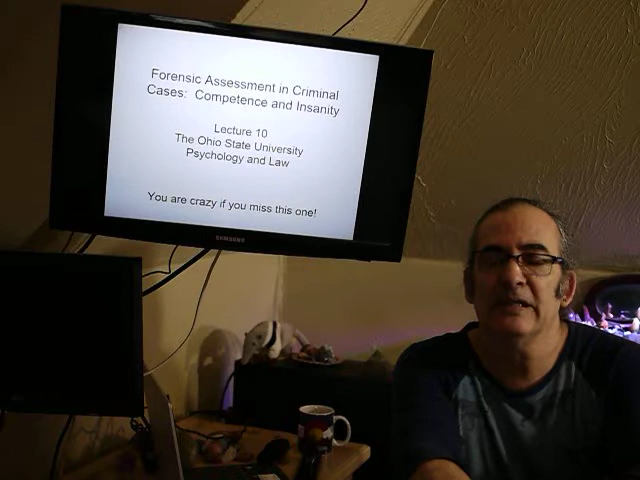 Forensic Assessment in Criminal
Cases: Competence and Insanity
Lecture 10
The Ohio State University
Psychology and Law
You are crazy if you miss this one!
SAMSUNG